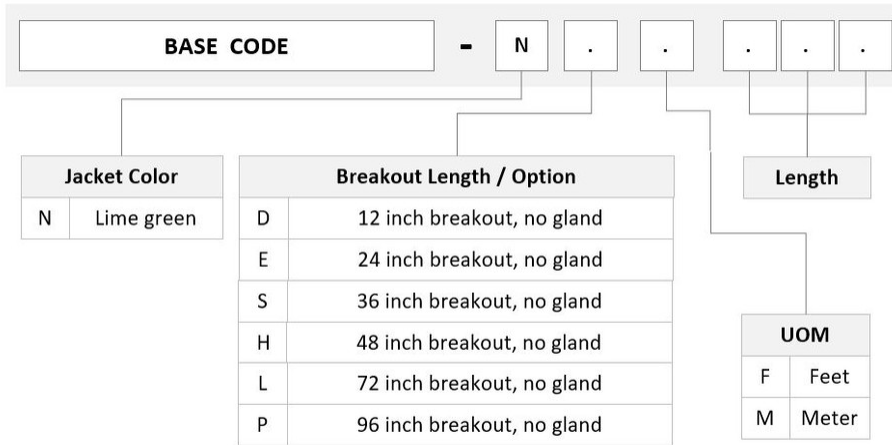 BASE CODE - N . . . . .
Jacket Color
N Lime green
Breakout Length / Option
D 12 inch breakout, no gland
E 24 inch breakout, no gland
S 36 inch breakout, no gland
H 48 inch breakout, no gland
L 72 inch breakout, no gland
P 96 inch breakout, no gland
Length
UOM
F Feet
M Meter